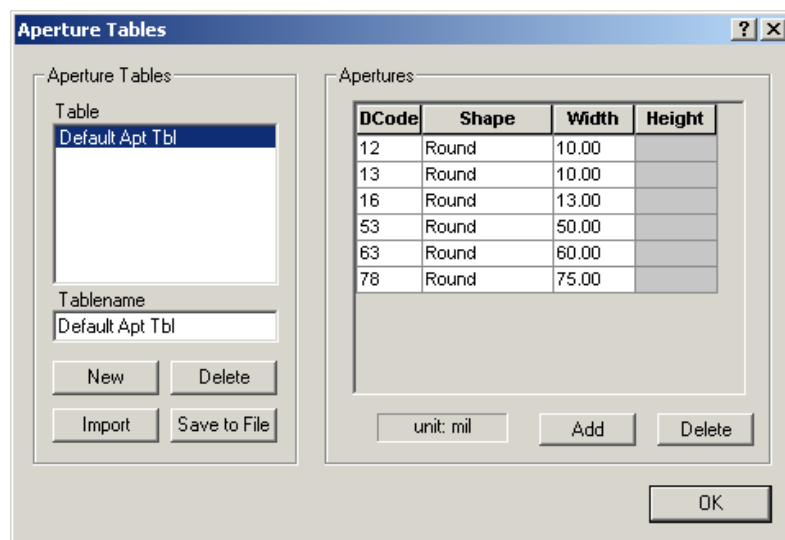 Aperture Tables
Aperture Tables
Table
Default Apt Tbl
Tablename
Default Apt Tbl
New Delete
Import Save to File
Apertures
DCode Shape Width Height
12 Round 10.00
13 Round 10.00
16 Round 13.00
53 Round 50.00
63 Round 60.00
78 Round 75.00
unit: mil Add Delete
OK